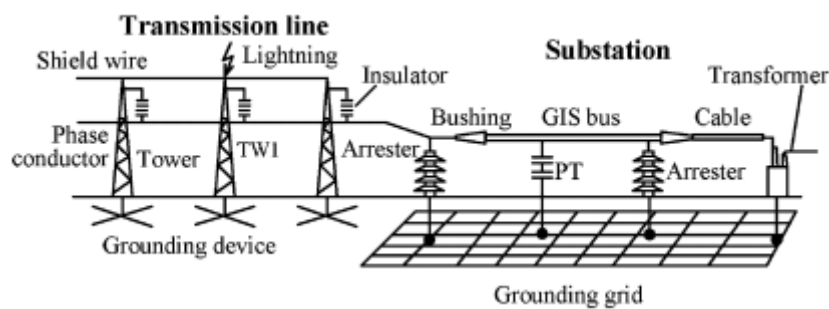 Transmission line
Lightning
Substation
Shield wire
Insulator
Transformer
Bushing
GIS bus
Cable
Phase
conductor
Tower
TW1
Arrester
PT
Arrester
Grounding device
Grounding grid